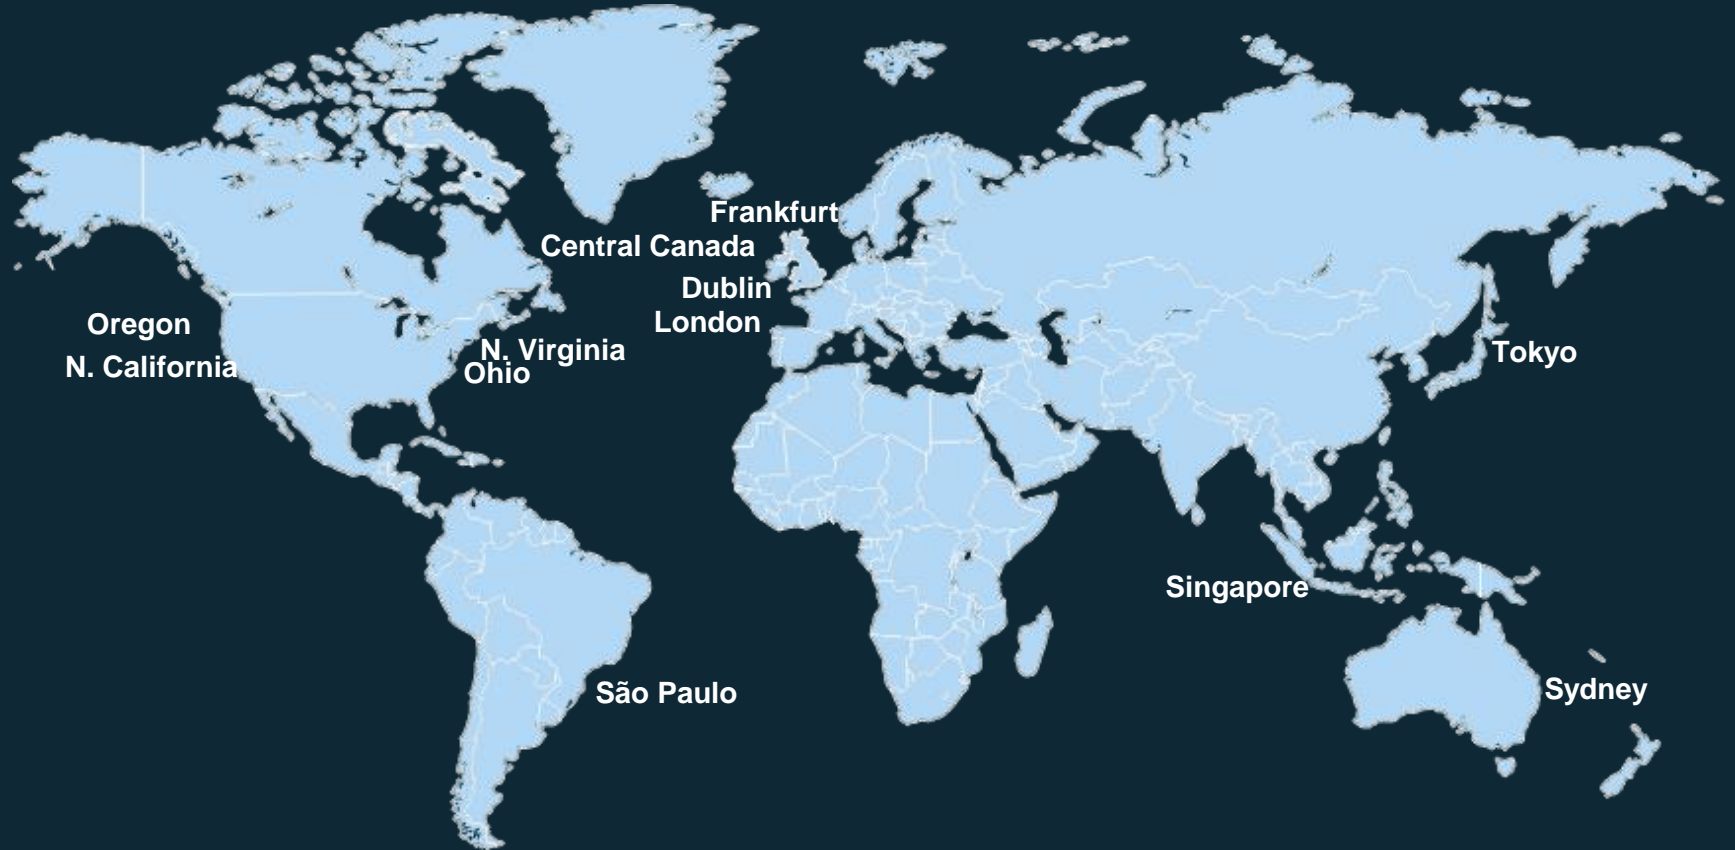 Frankfurt
Central Canada
Dublin
London
Oregon
N. California
N. Virginia
Ohio
Tokyo
Singapore
São Paulo
Sydney